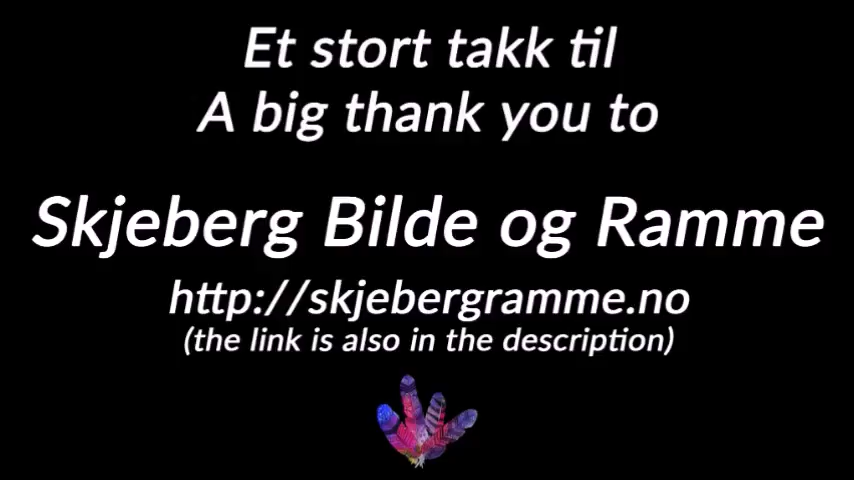 Et stort takk til
A big thank you to
Skjeberg Bilde og Ramme
http://skjebergramme.no
(the link is also in the description)